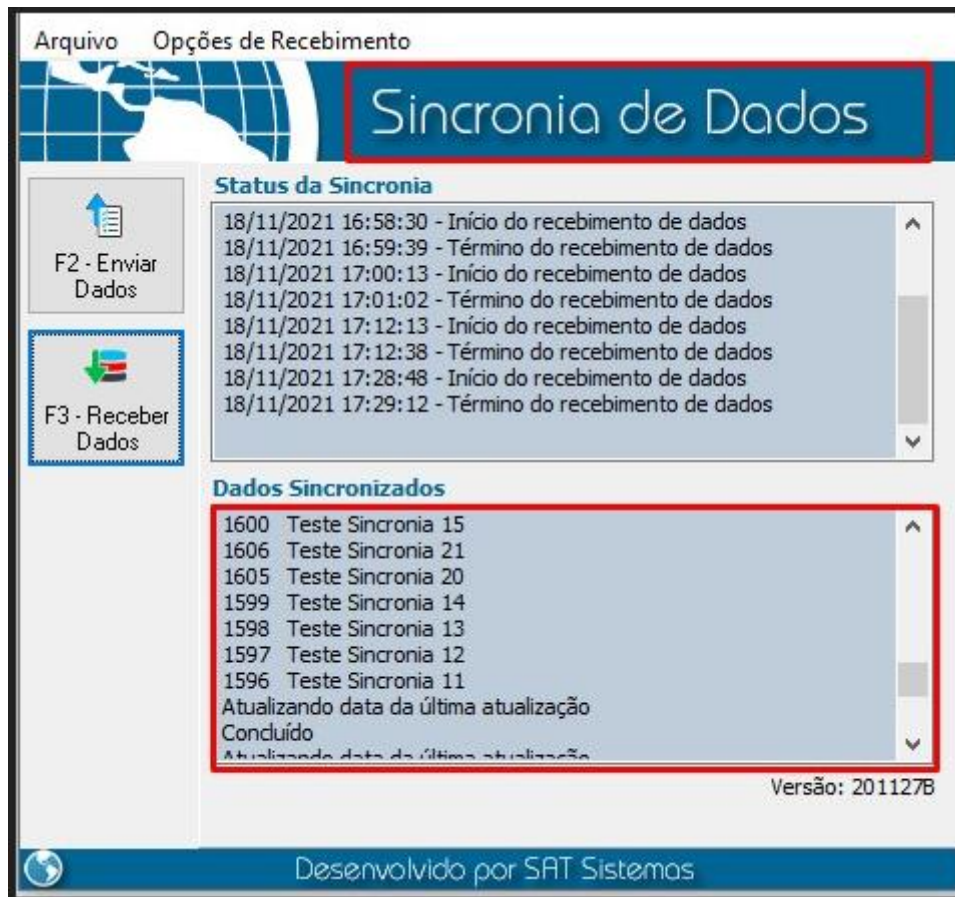 Arquivo Opções de Recebimento
Sincronia de Dados
F2 - Enviar
Dados
F3 - Receber
Dados
Status da Sincronia
18/11/2021 16:58:30 - Início do recebimento de dados
18/11/2021 16:59:39 - Término do recebimento de dados
18/11/2021 17:00:13 - Início do recebimento de dados
18/11/2021 17:01:02 - Término do recebimento de dados
18/11/2021 17:12:13 - Início do recebimento de dados
18/11/2021 17:12:38 - Término do recebimento de dados
18/11/2021 17:28:48 - Início do recebimento de dados
18/11/2021 17:29:12 - Término do recebimento de dados
Dados Sincronizados
1600 Teste Sincronia 15
1606 Teste Sincronia 21
1605 Teste Sincronia 20
1599 Teste Sincronia 14
1598 Teste Sincronia 13
1597 Teste Sincronia 12
1596 Teste Sincronia 11
Atualizando data da última atualização
Concluído
Atualizando data da última atualização
Versão: 201127B
Desenvolvido por SAT Sistemas